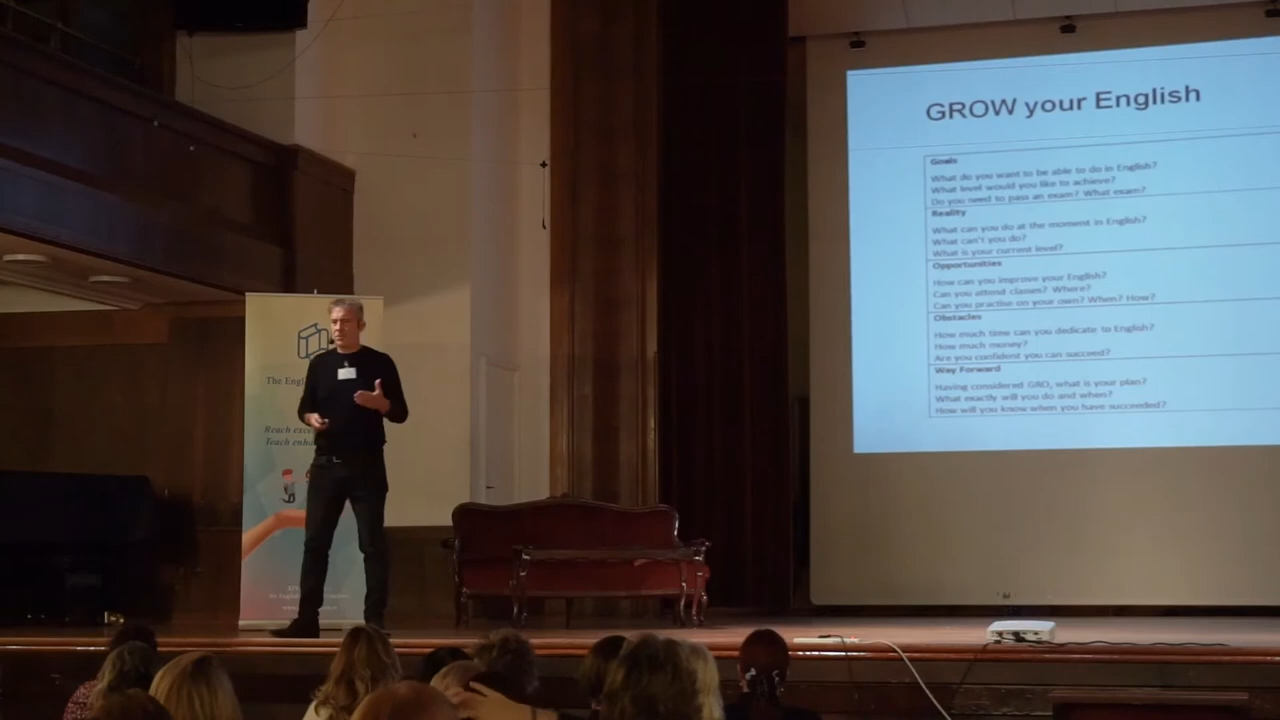 GROW your English
Goals
What do you want to be able to do in English?
What level would you like to achieve?
Do you need to pass an exam? What exam?
Reality
What can you do at the moment in English?
What can't you do?
What is your current level?
Opportunities
How can you improve your English?
Can you attend classes? Where?
Can you practise on your own? When? How?
Obstacles
How much time can you dedicate to English?
How much money?
Are you confident you can succeed?
Way Forward
Having considered GRO, what is your plan?
What exactly will you do and when?
How will you know when you have succeeded?
The Engl
Reach
Teach